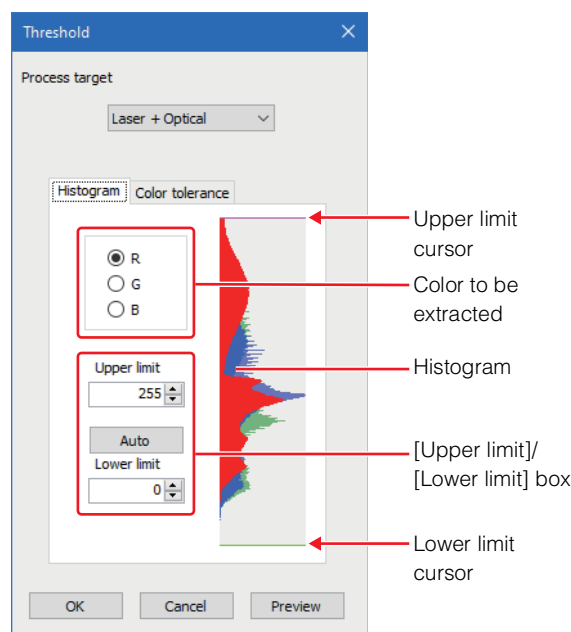 Threshold
Process target
Laser + Optical
Histogram
Color tolerance
R
G
B
Upper limit
255
Auto
Lower limit
0
OK
Cancel
Preview
Upper limit
cursor
Color to be
extracted
Histogram
[Upper limit]/
[Lower limit] box
Lower limit
cursor